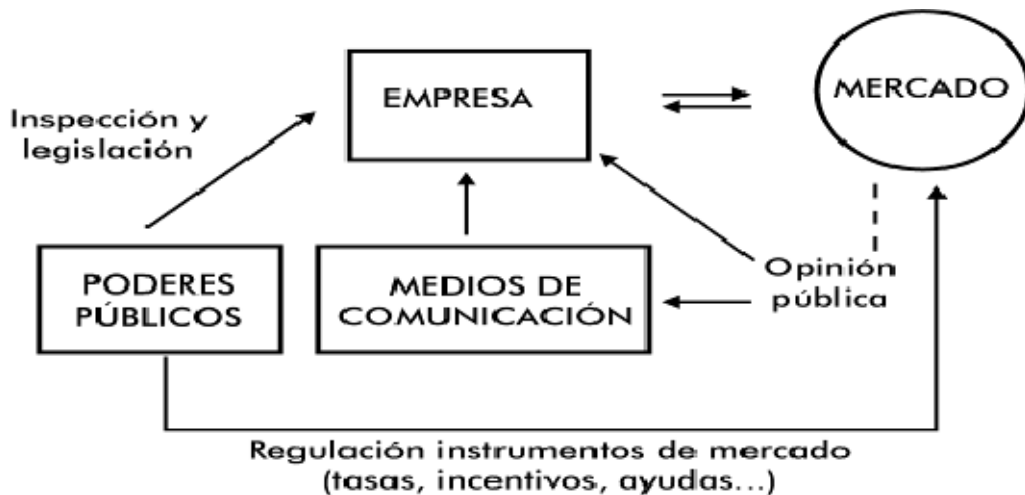 EMPRESA
MERCADO
Inspección y
legislación
PODERES
PÚBLICOS
MEDIOS DE
COMUNICACIÓN
Opinión
pública
Regulación instrumentos de mercado
(tasas, incentivos, ayudas...)